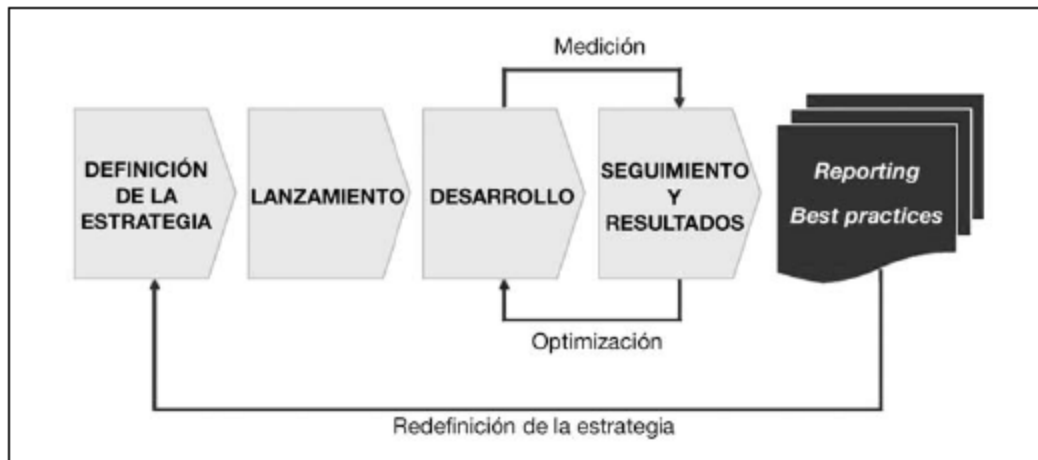 Medición
DEFINICIÓN
DE LA
ESTRATEGIA
LANZAMIENTO
DESARROLLO
SEGUIMIENTO
Y
RESULTADOS
Reporting
Best practices
Optimización
Redefinición de la estrategia